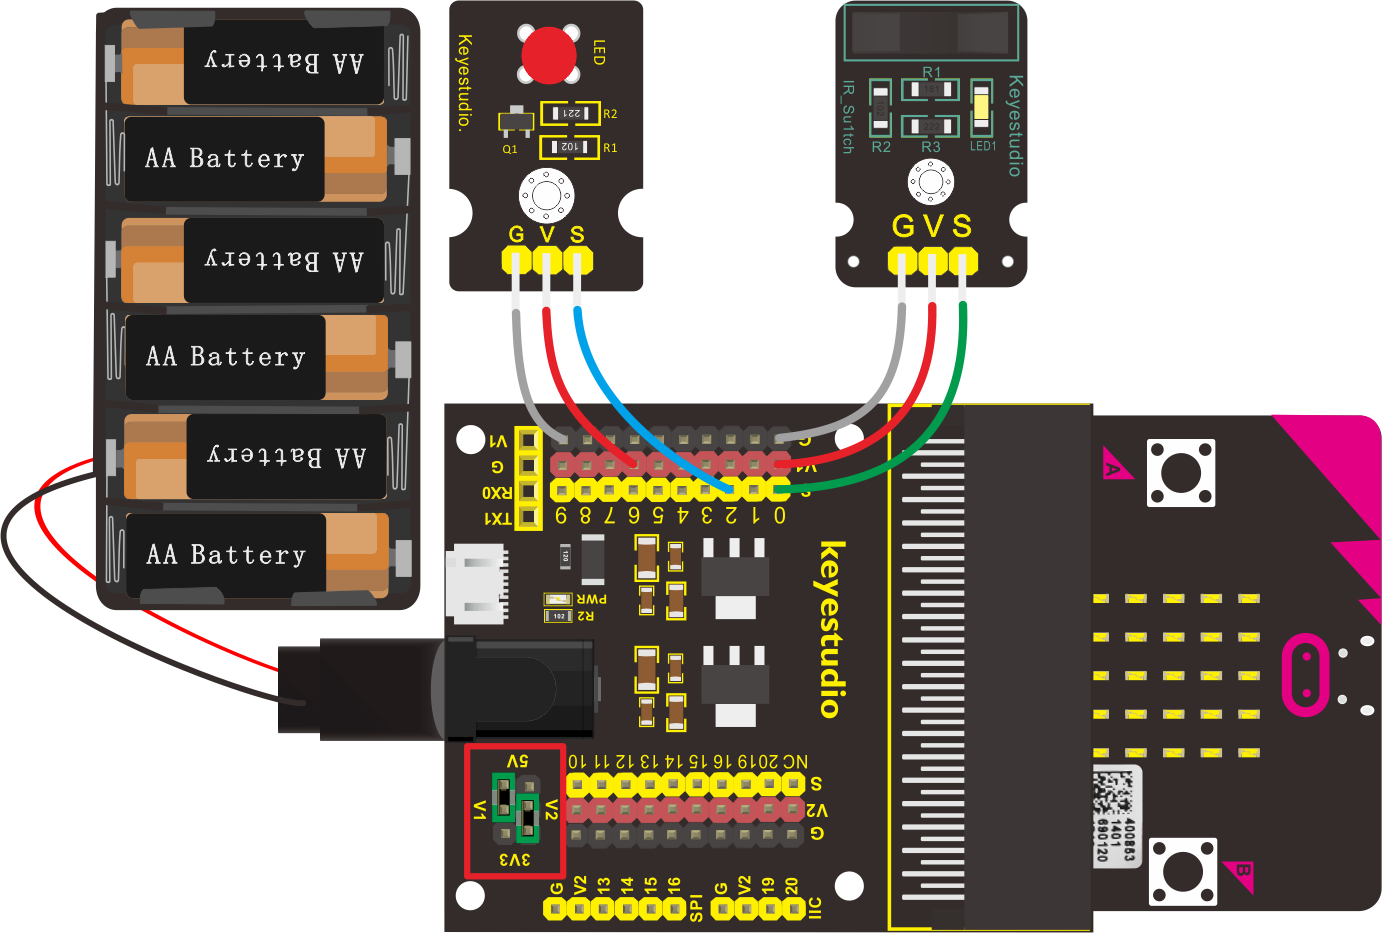 AA Battery
AA Battery
AA Battery
AA Battery
AA Battery
AA Battery
Keyestudio.
LED
221
R2
Q1
102
R1
G V S
R1
IR_Su1tch
Keyestudio
R2
R3
LED1
G V S
V1
G
RX0
TX1
G
V1
9 8 7 6 5 4 3 2 1 0
120
PWR
102
R2
keyestudio
A
B
5V
V1
V2
3V3
10 11 12 13 14 15 16 19 20 NC
S
V2
G
G V2 13 14 15 16
SPI
G V2 19 20
IIC
400863
1401
690120